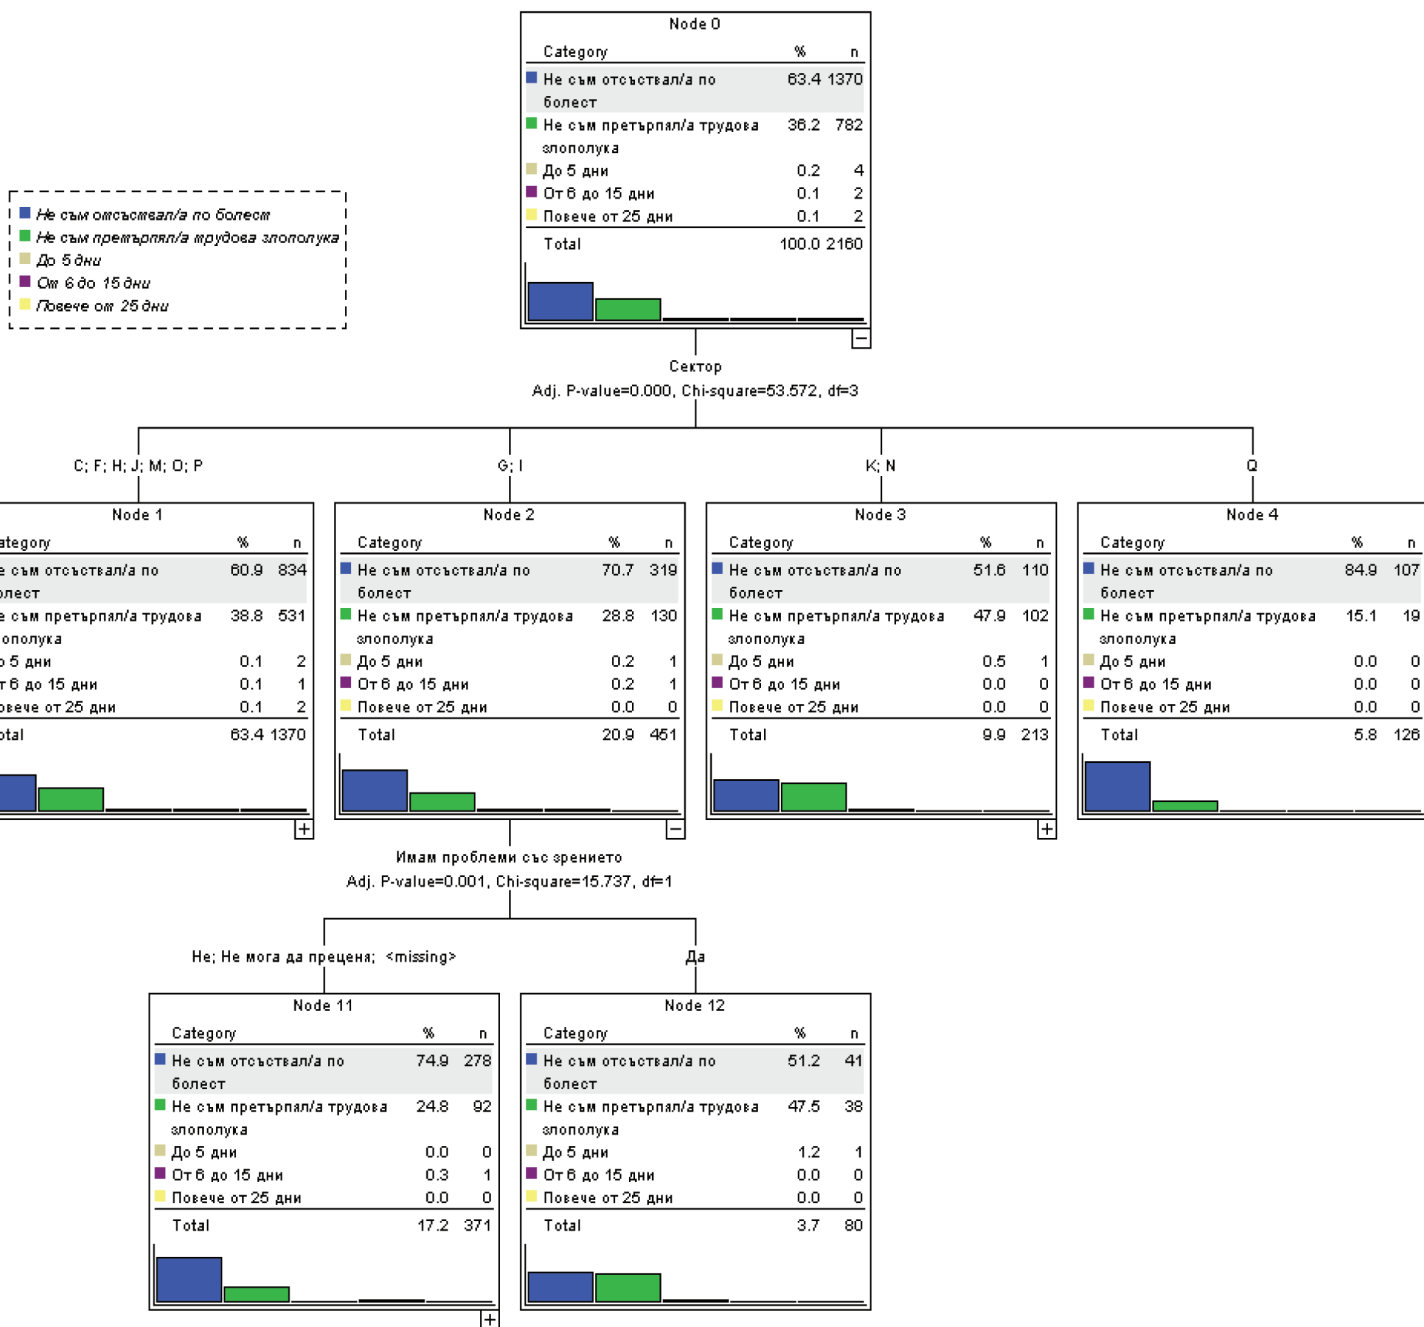 Node 0
Category % n
Не съм отсъствал/а по 63.4 1370
болест
Не съм претърпял/а трудова 36.2 782
злополука
До 5 дни 0.2 4
От 6 до 15 дни 0.1 2
Повече от 25 дни 0.1 2
Total 100.0 2160
Не съм отсъствал/а по болест
Не съм претърпял/а трудова злополука
До 5 дни
От 6 до 15 дни
Повече от 25 дни
Сектор
Adj. P-value=0.000, Chi-square=53.572, df=3
C; F; H; J; M; O; P
G; I
K; N
Q
Node 1
ategory % n
е съм отсъствал/а по 60.9 834
олест
е съм претърпял/а трудова 38.8 531
ополука
о 5 дни 0.1 2
т 6 до 15 дни 0.1 1
овече от 25 дни 0.1 2
otal 63.4 1370
Node 2
Category % n
Не съм отсъствал/а по 70.7 319
болест
Не съм претърпял/а трудова 28.8 130
злополука
До 5 дни 0.2 1
От 6 до 15 дни 0.2 1
Повече от 25 дни 0.0 0
Total 20.9 451
Node 3
Category % n
Не съм отсъствал/а по 51.6 110
болест
Не съм претърпял/а трудова 47.9 102
злополука
До 5 дни 0.5 1
От 6 до 15 дни 0.0 0
Повече от 25 дни 0.0 0
Total 9.9 213
Node 4
Category % n
Не съм отсъствал/а по 84.9 107
болест
Не съм претърпял/а трудова 15.1 19
злополука
До 5 дни 0.0 0
От 6 до 15 дни 0.0 0
Повече от 25 дни 0.0 0
Total 5.8 126
Имам проблеми със зрението
Adj. P-value=0.001, Chi-square=15.737, df=1
Не; Не мога да преценя; <missing>
Да
Node 11
Category % n
Не съм отсъствал/а по 74.9 278
болест
Не съм претърпял/а трудова 24.8 92
злополука
До 5 дни 0.0 0
От 6 до 15 дни 0.3 1
Повече от 25 дни 0.0 0
Total 17.2 371
Node 12
Category % n
Не съм отсъствал/а по 51.2 41
болест
Не съм претърпял/а трудова 47.5 38
злополука
До 5 дни 1.2 1
От 6 до 15 дни 0.0 0
Повече от 25 дни 0.0 0
Total 3.7 80